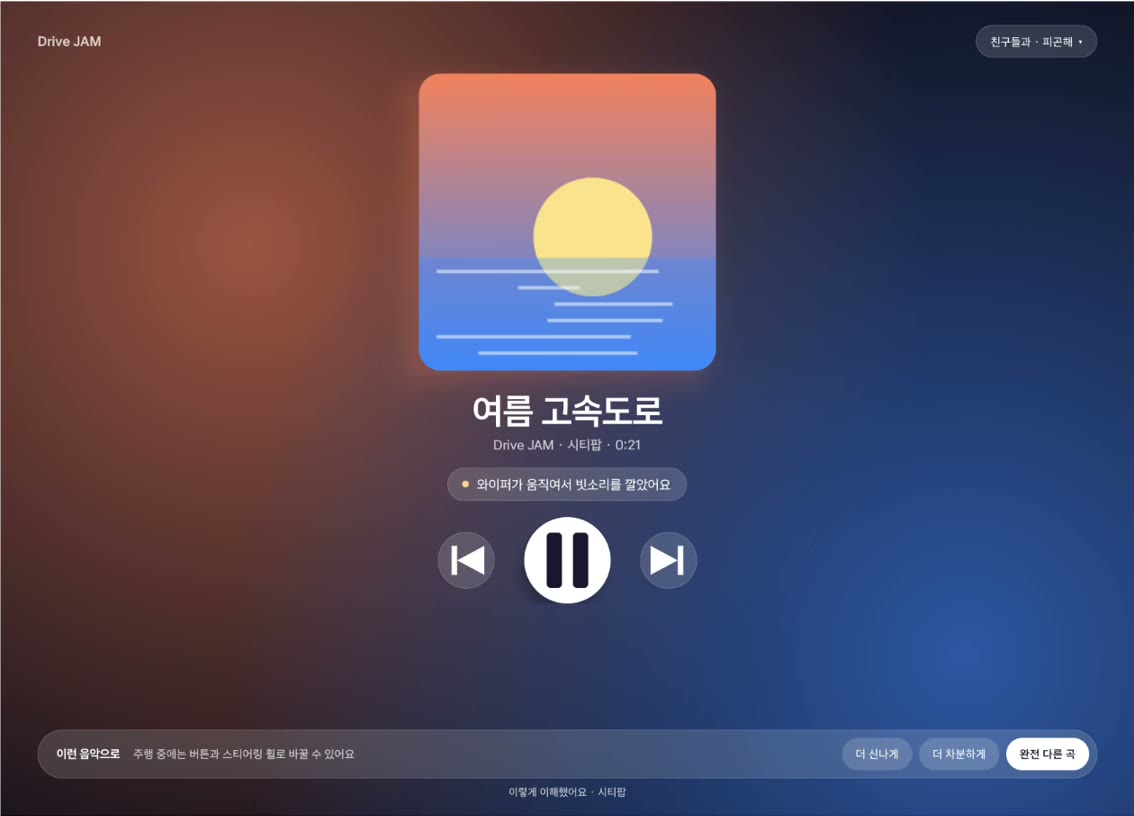 Drive JAM
친구들과 · 피곤해 ▾
여름 고속도로
Drive JAM · 시티팝 · 0:21
와이퍼가 움직여서 빗소리를 깔았어요
이런 음악으로 주행 중에는 버튼과 스티어링 휠로 바꿀 수 있어요 더 신나게 더 차분하게 완전 다른 곡
이렇게 이해했어요 · 시티팝